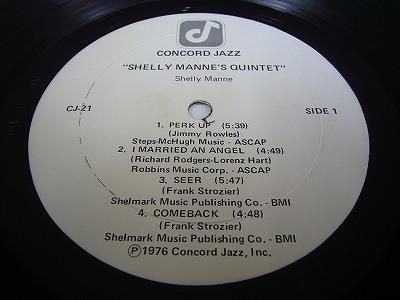 CONCORD JAZZ
"SHELLY MANNE'S QUINTET"
Shelly Manne
CJ-21
SIDE 1
1. PERK UP (5:39)
(Jimmy Rowles)
Steps-McHugh Music - ASCAP
2. I MARRIED AN ANGEL (4:49)
(Richard Rodgers-Lorenz Hart)
Robbins Music Corp. - ASCAP
3. SEER (5:47)
(Frank Strozier)
Shelmark Music Publishing Co. - BMI
4. COMEBACK (4:48)
(Frank Strozier)
Shelmark Music Publishing Co. - BMI
Ⓟ1976 Concord Jazz, Inc.